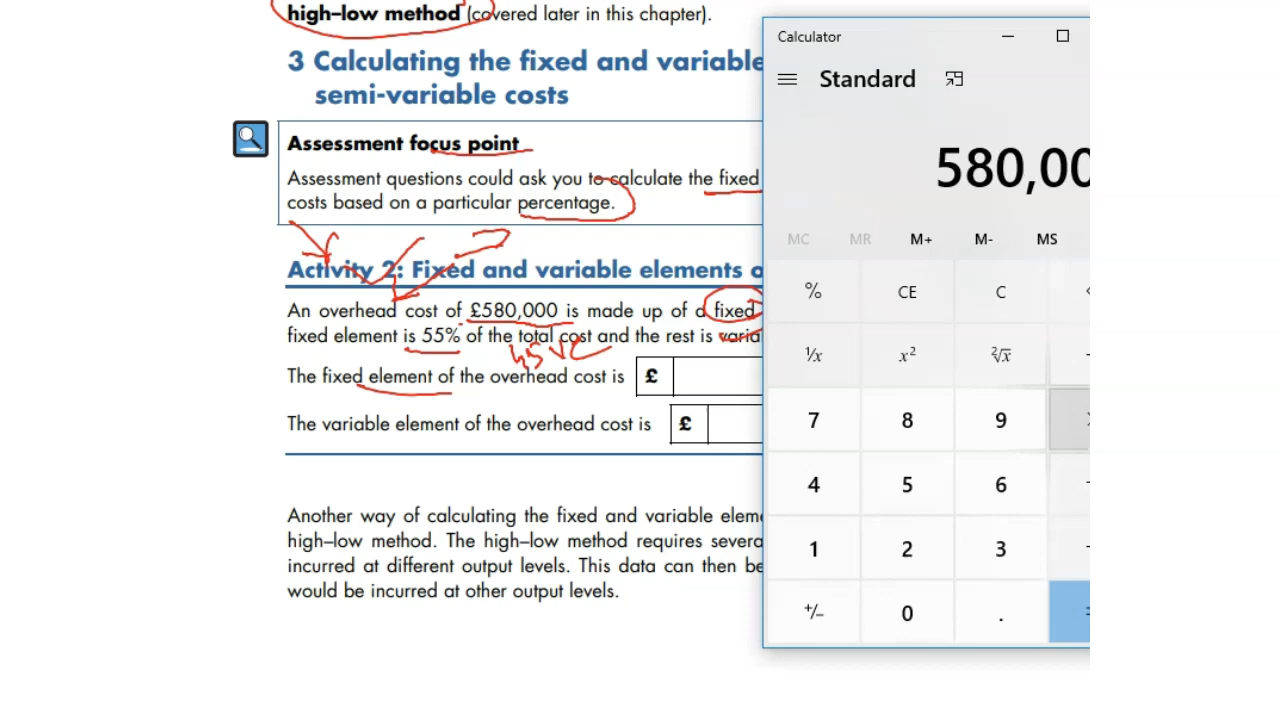 high–low method (covered later in this chapter).
3 Calculating the fixed and variable
semi-variable costs
Assessment focus point
Assessment questions could ask you to calculate the fixed
costs based on a particular percentage.
Activity 2: Fixed and variable elements o
An overhead cost of £580,000 is made up of a fixed
fixed element is 55% of the total cost and the rest is varia
45 VC
The fixed element of the overhead cost is £
The variable element of the overhead cost is £
Another way of calculating the fixed and variable eleme
high–low method. The high–low method requires severa
incurred at different output levels. This data can then be
would be incurred at other output levels.
Calculator
Standard
580,00
MC MR M+ M- MS
% CE C
¹/x x² ²√x
7 8 9
4 5 6
1 2 3
+/– 0 .